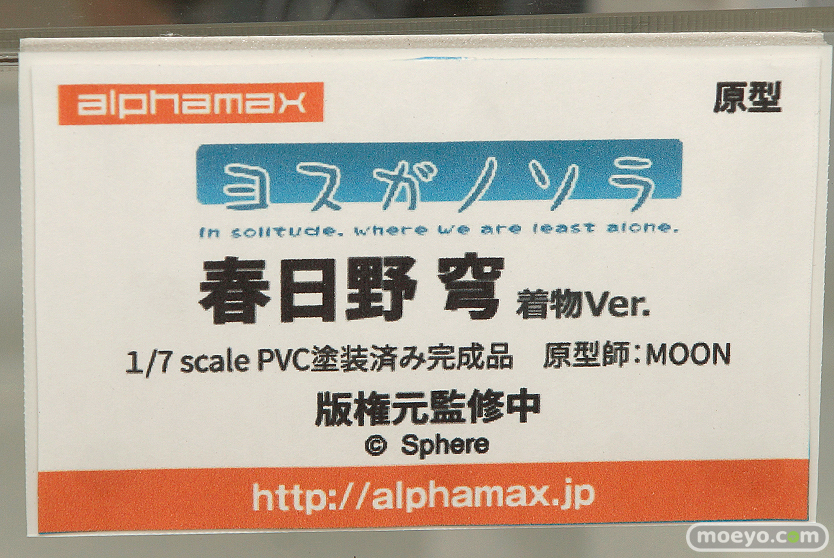 alphamax
原型
ヨスガノソラ
In solitude, where we are least alone.
春日野 穹 着物Ver.
1/7 scale PVC塗装済み完成品 原型師:MOON
版権元監修中
© Sphere
http://alphamax.jp
moeyo.com